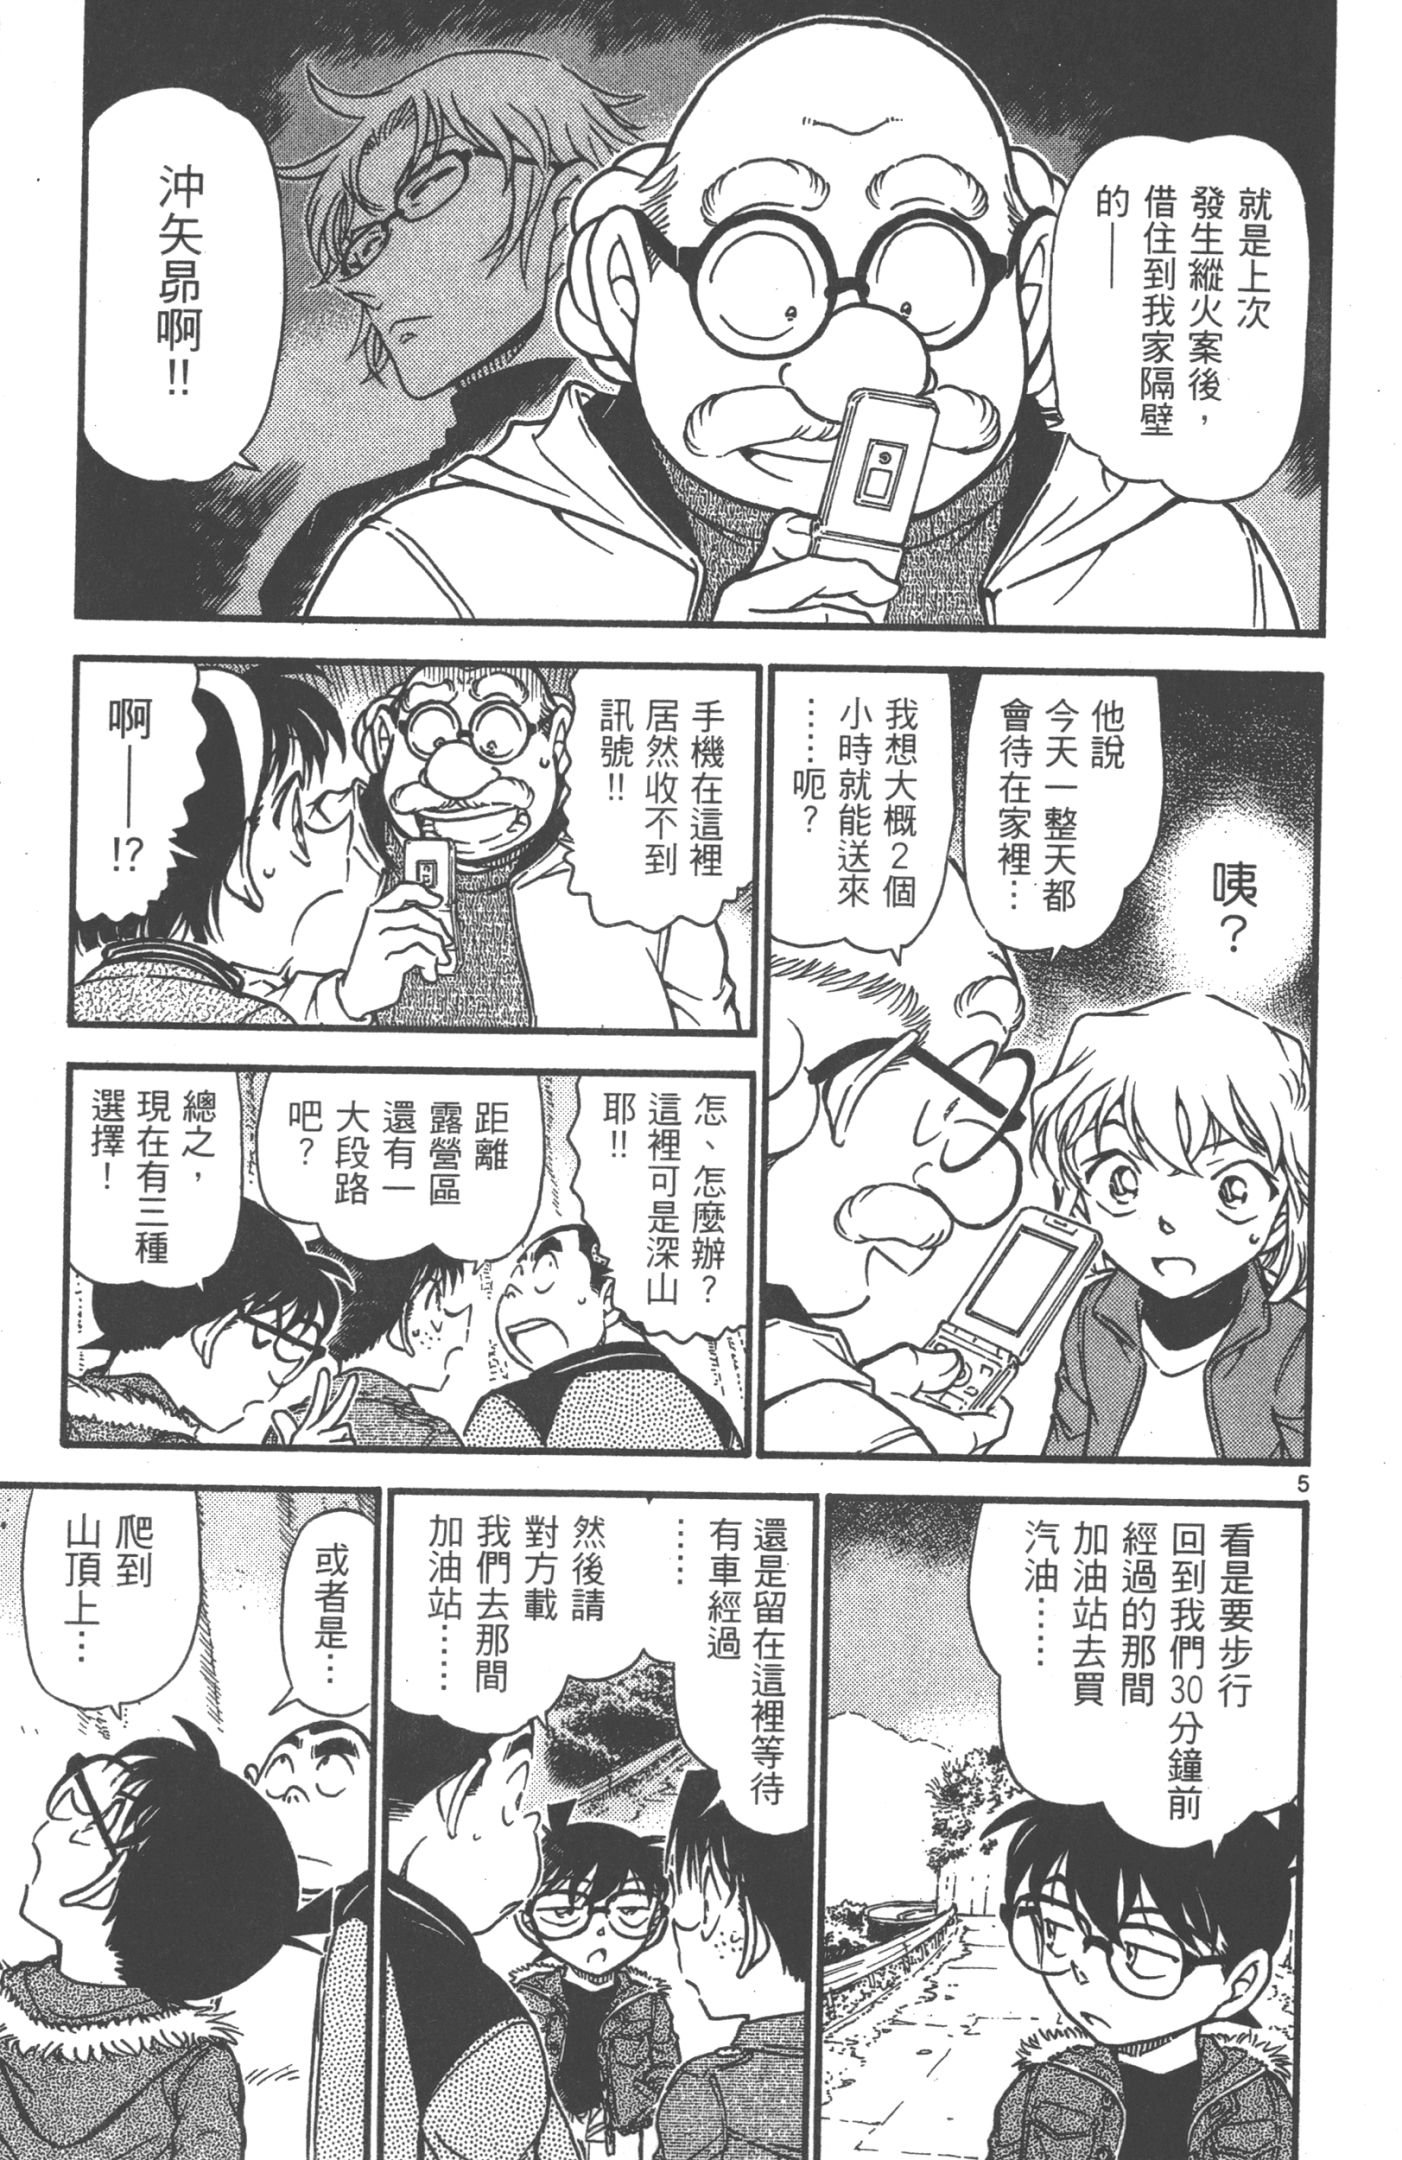 就是上次
發生縱火案後，
借住到我家隔壁
的——
沖矢昴啊!!
咦？
他說
今天一整天都
會待在家裡…
我想大概2個
小時就能送來
……呃？
手機在這裡
居然收不到
訊號!!
啊——!?
怎、怎麼辦？
這裡可是深山
耶!!
距離
露營區
還有一
大段路
吧？
總之，
現在有三種
選擇！
5
看是要步行
回到我們30分鐘前
經過的那間
加油站去買
汽油……
還是留在這裡等待
有車經過
……
然後請
對方載
我們去那間
加油站……
或者是…
爬到
山頂上…